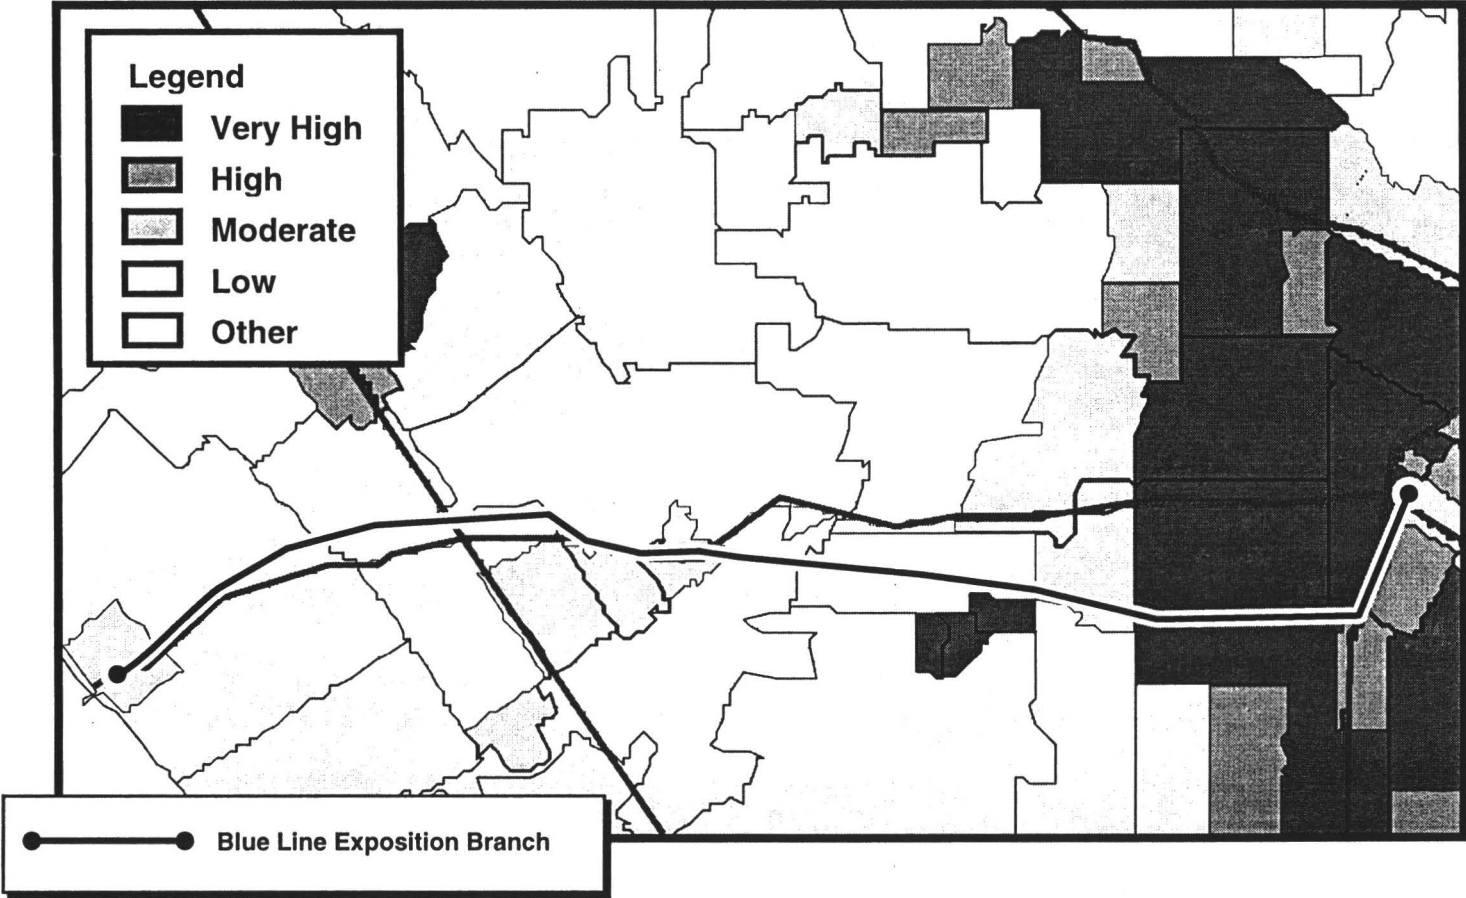 Legend
Very High
High
Moderate
Low
Other
Blue Line Exposition Branch